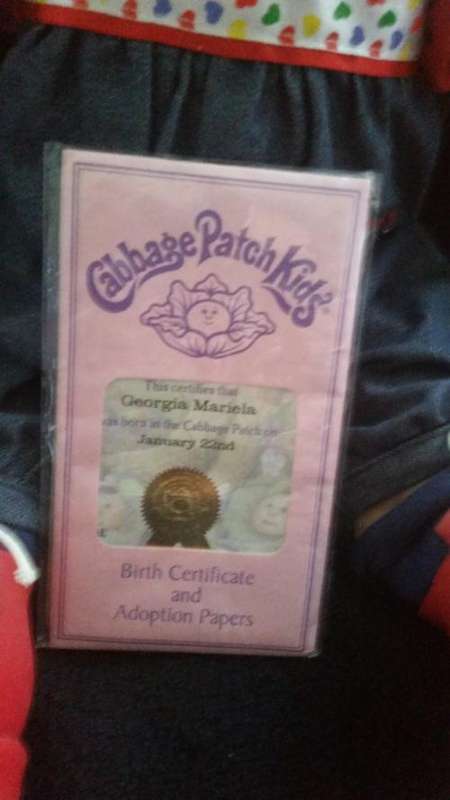 Cabbage Patch Kids®
This certifies that
Georgia Mariela
was born in the Cabbage Patch on
January 22nd
Birth Certificate
and
Adoption Papers